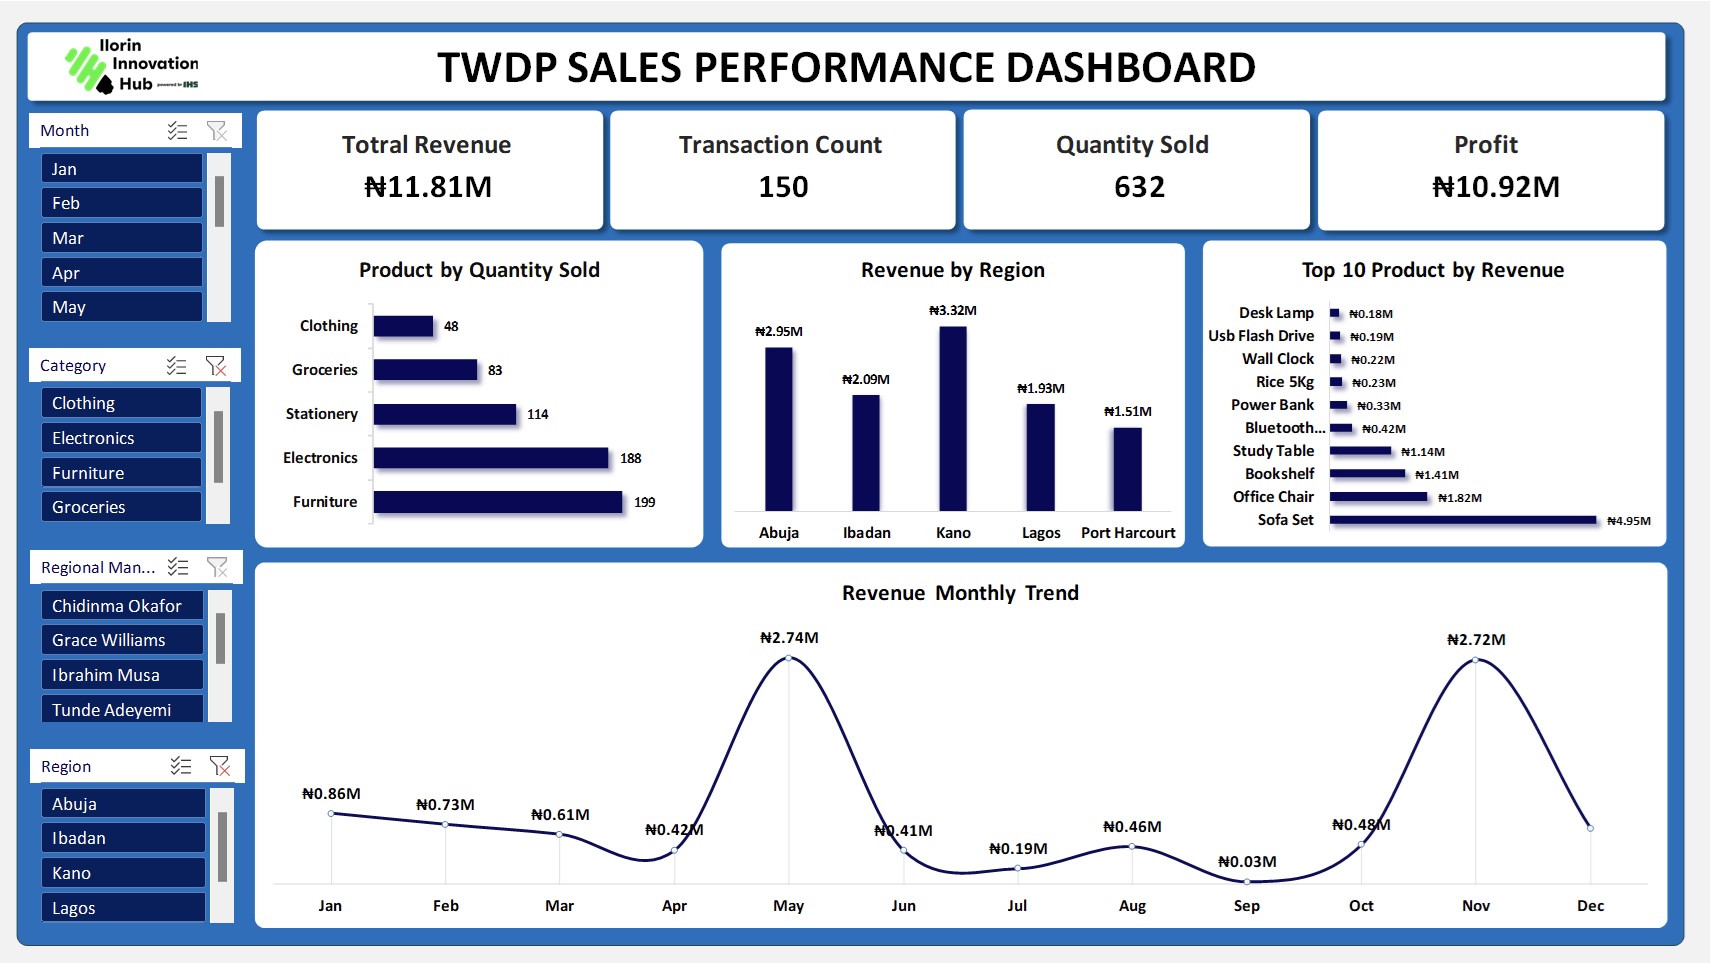 Ilorin
Innovation
Hub powered by IHS
TWDP SALES PERFORMANCE DASHBOARD
Month
Jan
Feb
Mar
Apr
May
Category
Clothing
Electronics
Furniture
Groceries
Regional Man...
Chidinma Okafor
Grace Williams
Ibrahim Musa
Tunde Adeyemi
Region
Abuja
Ibadan
Kano
Lagos
Totral Revenue
₦11.81M
Transaction Count
150
Quantity Sold
632
Profit
₦10.92M
Product by Quantity Sold
Clothing 48
Groceries 83
Stationery 114
Electronics 188
Furniture 199
Revenue by Region
₦2.95M ₦2.09M ₦3.32M ₦1.93M ₦1.51M
Abuja Ibadan Kano Lagos Port Harcourt
Top 10 Product by Revenue
Desk Lamp ₦0.18M
Usb Flash Drive ₦0.19M
Wall Clock ₦0.22M
Rice 5Kg ₦0.23M
Power Bank ₦0.33M
Bluetooth... ₦0.42M
Study Table ₦1.14M
Bookshelf ₦1.41M
Office Chair ₦1.82M
Sofa Set ₦4.95M
Revenue Monthly Trend
₦0.86M ₦0.73M ₦0.61M ₦0.42M ₦2.74M ₦0.41M ₦0.19M ₦0.46M ₦0.03M ₦0.48M ₦2.72M
Jan Feb Mar Apr May Jun Jul Aug Sep Oct Nov Dec